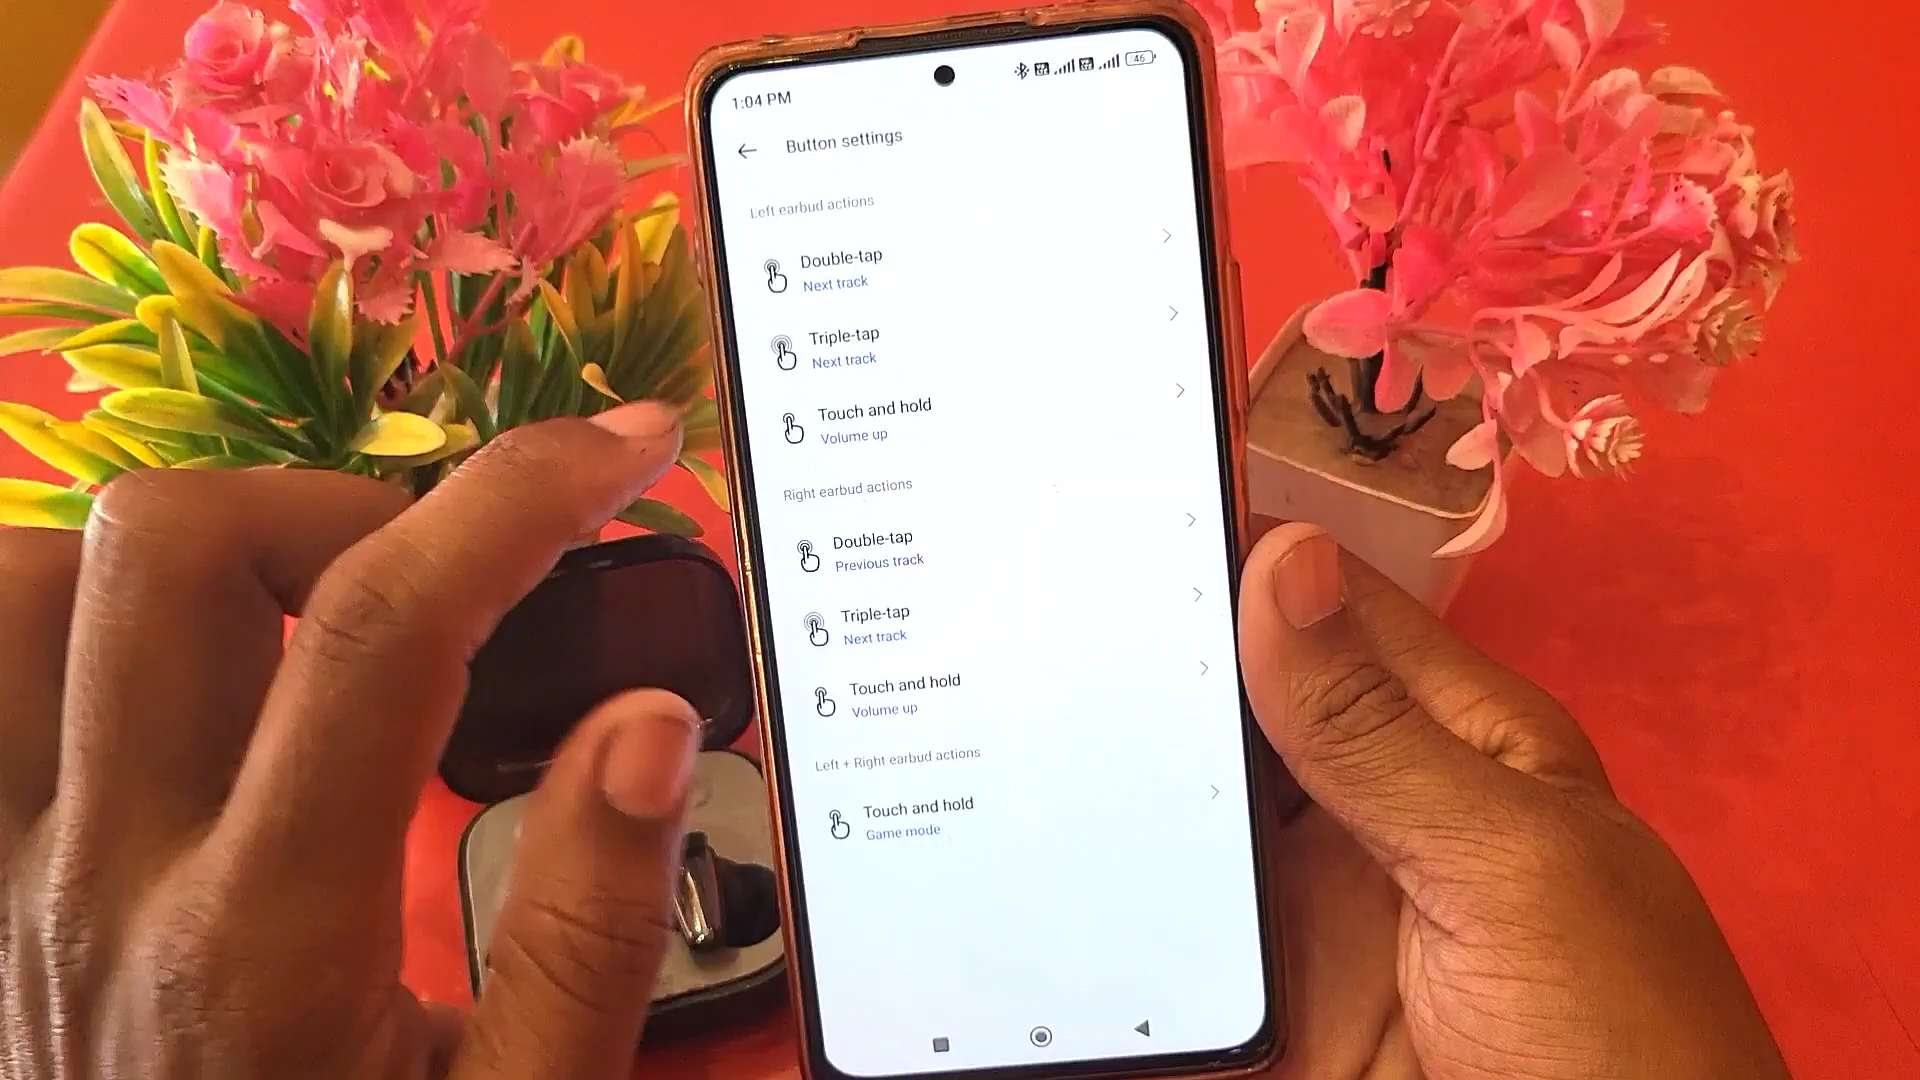 1:04 PM
46
Button settings
Left earbud actions
Double-tap
Next track
Triple-tap
Next track
Touch and hold
Volume up
Right earbud actions
Double-tap
Previous track
Triple-tap
Next track
Touch and hold
Volume up
Left + Right earbud actions
Touch and hold
Game mode